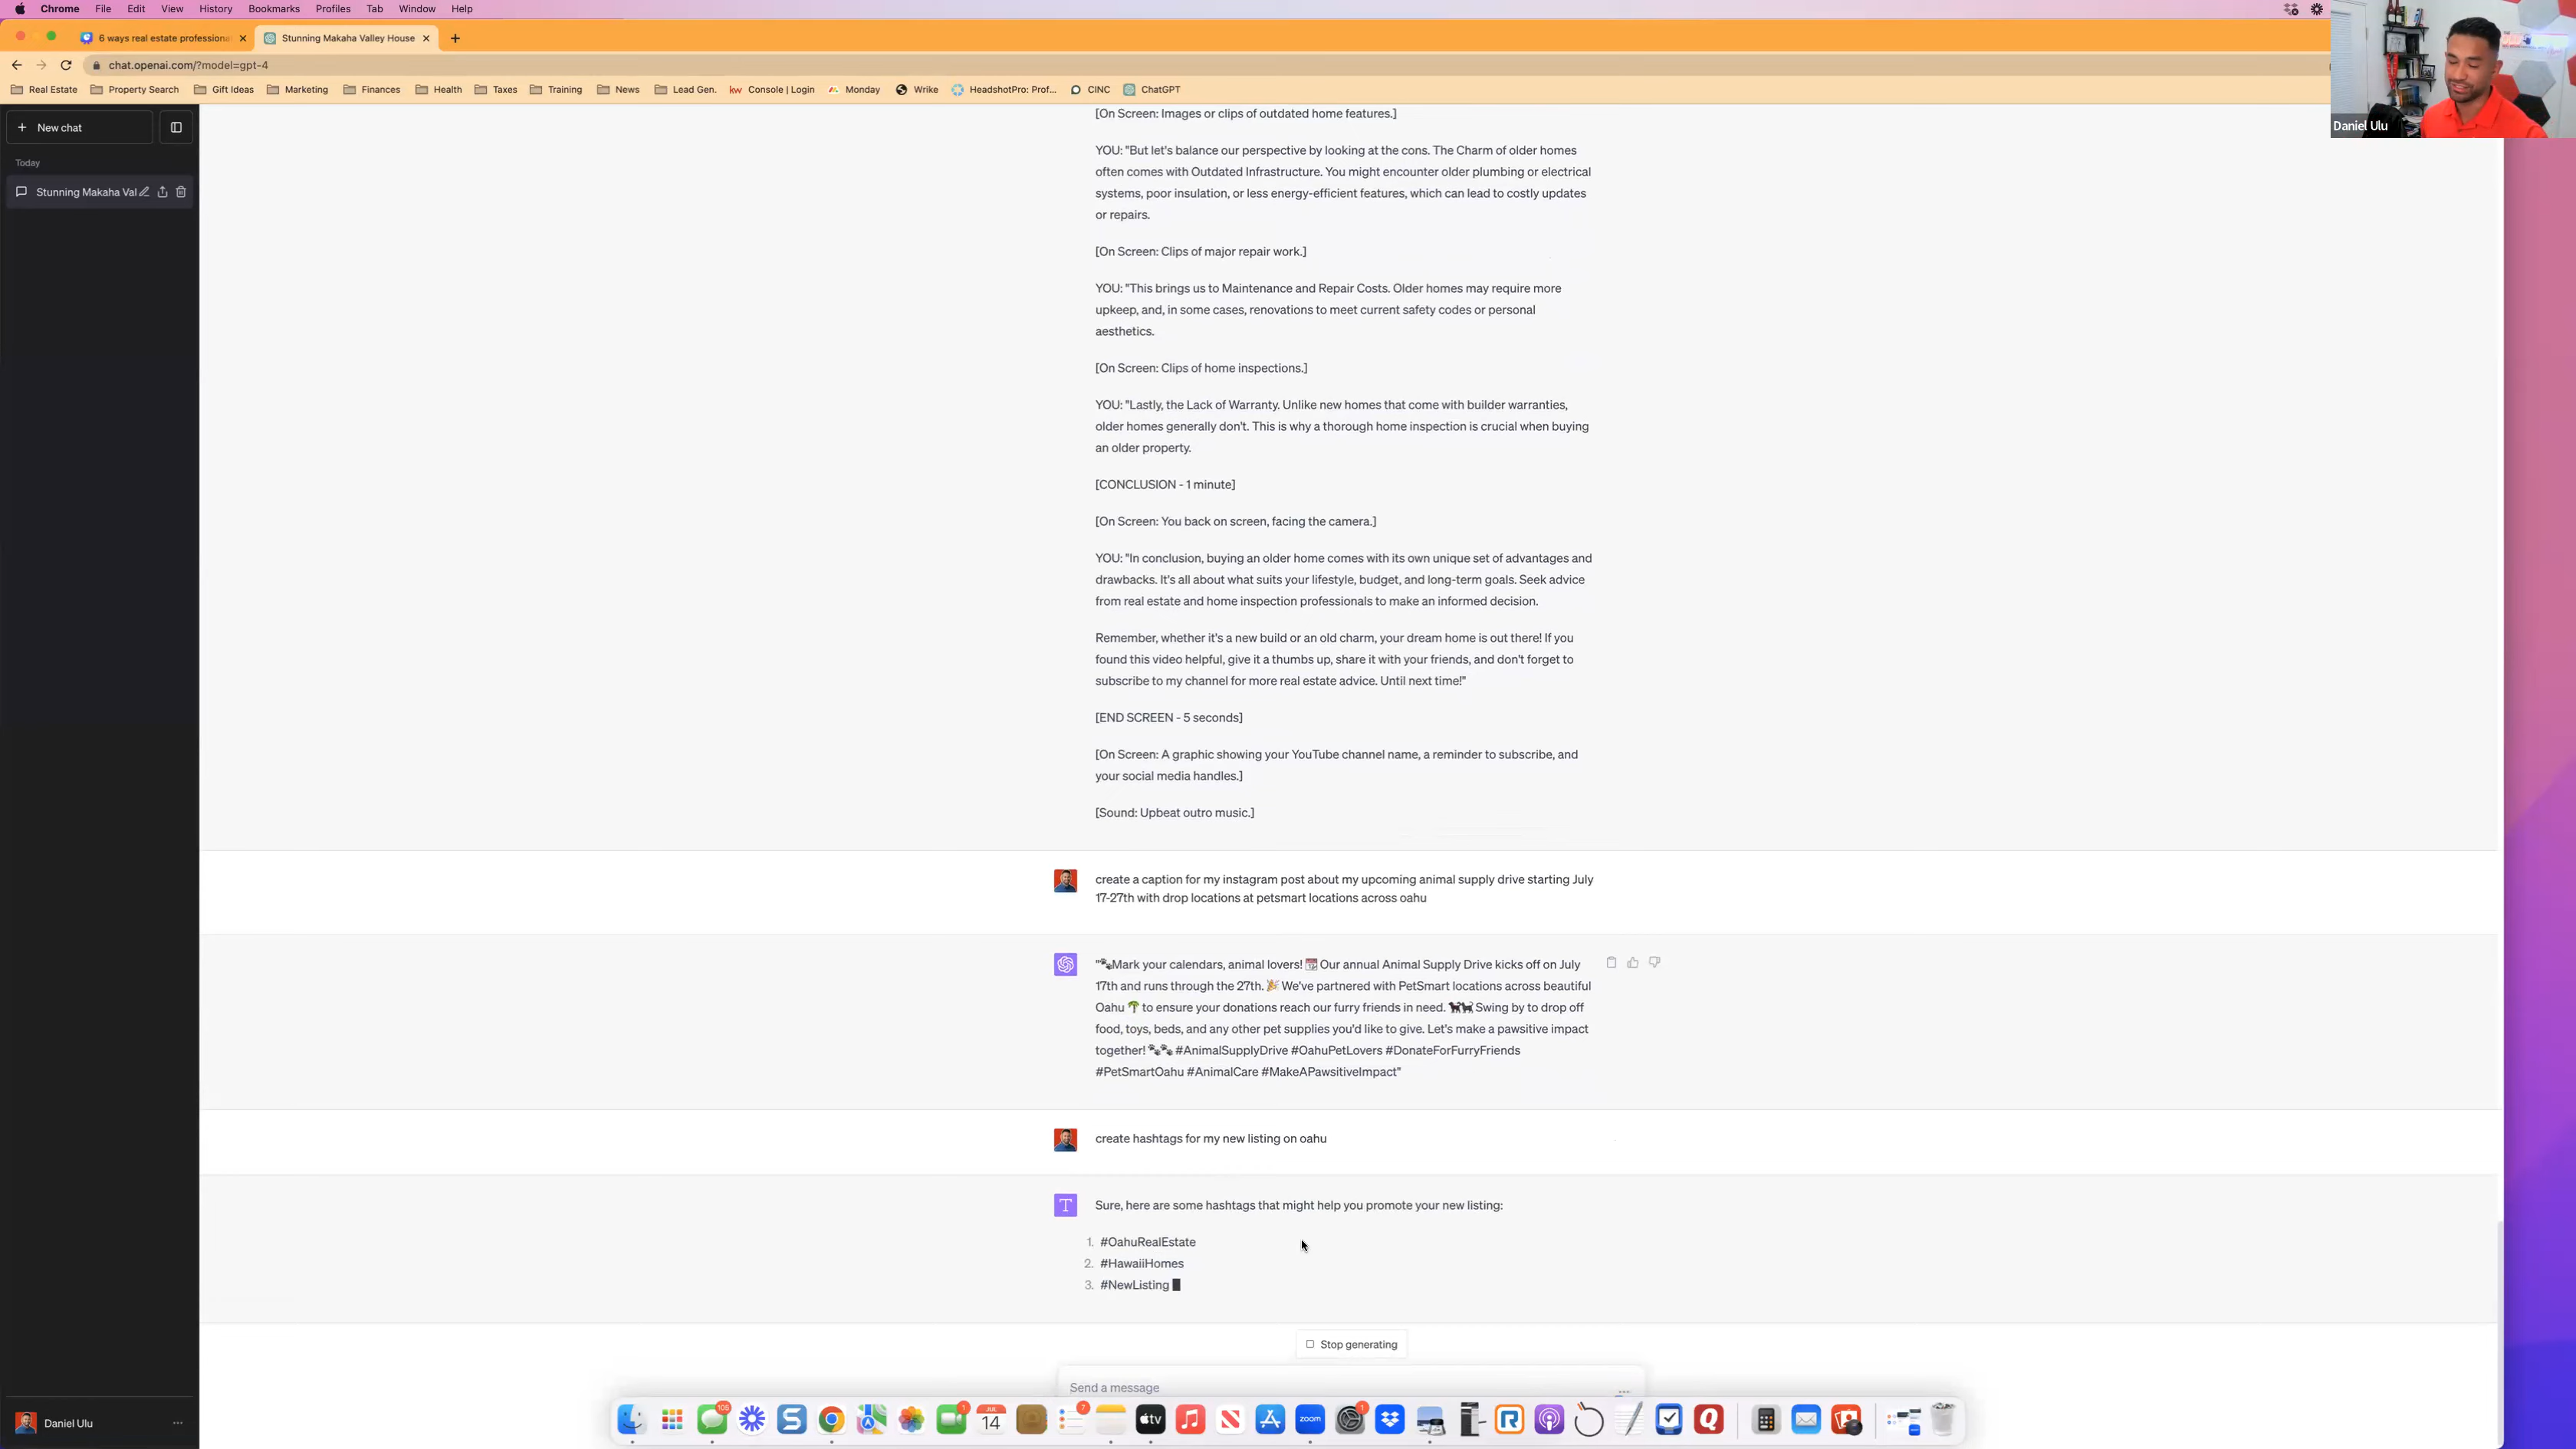 Chrome File Edit View History Bookmarks Profiles Tab Window Help
6 ways real estate professiona
Stunning Makaha Valley House
chat.openai.com/?model=gpt-4
Real Estate Property Search Gift Ideas Marketing Finances Health Taxes Training News Lead Gen. kw Console | Login Monday Wrike HeadshotPro: Prof... CINC ChatGPT
Daniel Ulu
New chat
Today
Stunning Makaha Val
[On Screen: Images or clips of outdated home features.]
YOU: "But let's balance our perspective by looking at the cons. The Charm of older homes
often comes with Outdated Infrastructure. You might encounter older plumbing or electrical
systems, poor insulation, or less energy-efficient features, which can lead to costly updates
or repairs.
[On Screen: Clips of major repair work.]
YOU: "This brings us to Maintenance and Repair Costs. Older homes may require more
upkeep, and, in some cases, renovations to meet current safety codes or personal
aesthetics.
[On Screen: Clips of home inspections.]
YOU: "Lastly, the Lack of Warranty. Unlike new homes that come with builder warranties,
older homes generally don't. This is why a thorough home inspection is crucial when buying
an older property.
[CONCLUSION - 1 minute]
[On Screen: You back on screen, facing the camera.]
YOU: "In conclusion, buying an older home comes with its own unique set of advantages and
drawbacks. It's all about what suits your lifestyle, budget, and long-term goals. Seek advice
from real estate and home inspection professionals to make an informed decision.
Remember, whether it's a new build or an old charm, your dream home is out there! If you
found this video helpful, give it a thumbs up, share it with your friends, and don't forget to
subscribe to my channel for more real estate advice. Until next time!"
[END SCREEN - 5 seconds]
[On Screen: A graphic showing your YouTube channel name, a reminder to subscribe, and
your social media handles.]
[Sound: Upbeat outro music.]
create a caption for my instagram post about my upcoming animal supply drive starting July
17-27th with drop locations at petsmart locations across oahu
"🐾Mark your calendars, animal lovers! 📆Our annual Animal Supply Drive kicks off on July
17th and runs through the 27th. 🎉 We've partnered with PetSmart locations across beautiful
Oahu 🌴to ensure your donations reach our furry friends in need. 🐕🐈 Swing by to drop off
food, toys, beds, and any other pet supplies you'd like to give. Let's make a pawsitive impact
together! 🐾🐾 #AnimalSupplyDrive #OahuPetLovers #DonateForFurryFriends
#PetSmartOahu #AnimalCare #MakeAPawsitiveImpact"
create hashtags for my new listing on oahu
T
Sure, here are some hashtags that might help you promote your new listing:
1. #OahuRealEstate
2. #HawaiiHomes
3. #NewListing
Stop generating
Send a message
Daniel Ulu
105
1
JUL
14
7
tv
zoom
1